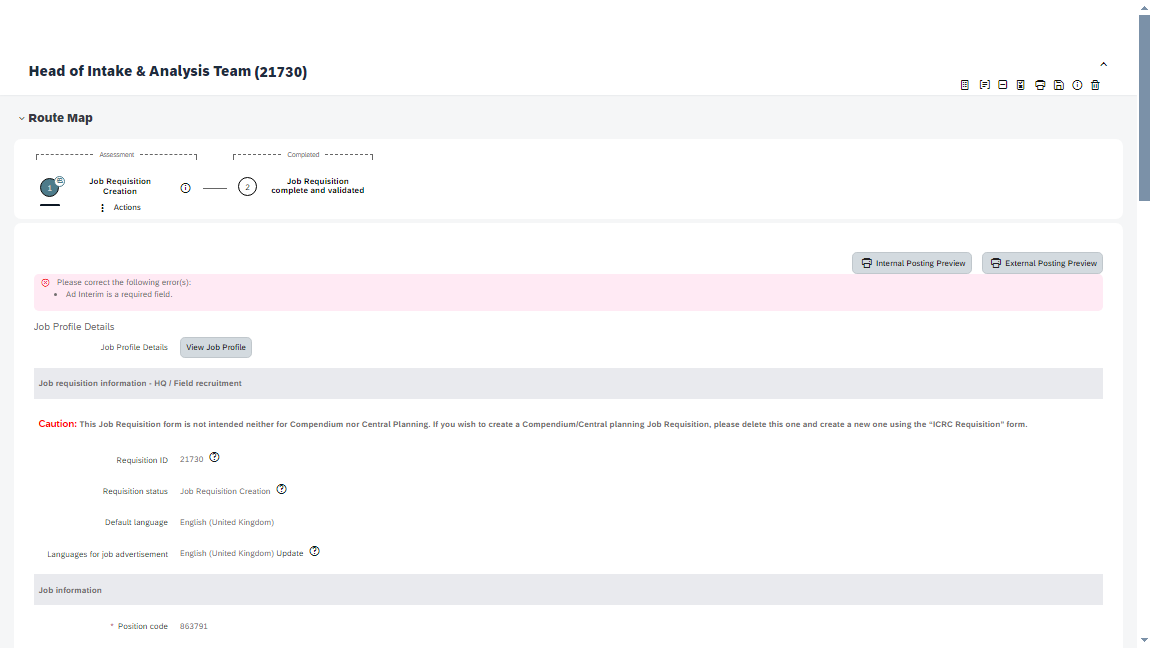 Head of Intake & Analysis Team (21730)
Route Map
Assessment
Completed
1
Job Requisition
Creation
2
Job Requisition
complete and validated
Actions
Internal Posting Preview
External Posting Preview
Please correct the following error(s):
• Ad Interim is a required field.
Job Profile Details
Job Profile Details View Job Profile
Job requisition information - HQ / Field recruitment
Caution: This Job Requisition form is not intended neither for Compendium nor Central Planning. If you wish to create a Compendium/Central planning Job Requisition, please delete this one and create a new one using the “ICRC Requisition” form.
Requisition ID 21730
Requisition status Job Requisition Creation
Default language English (United Kingdom)
Languages for job advertisement English (United Kingdom) Update
Job information
* Position code 863791